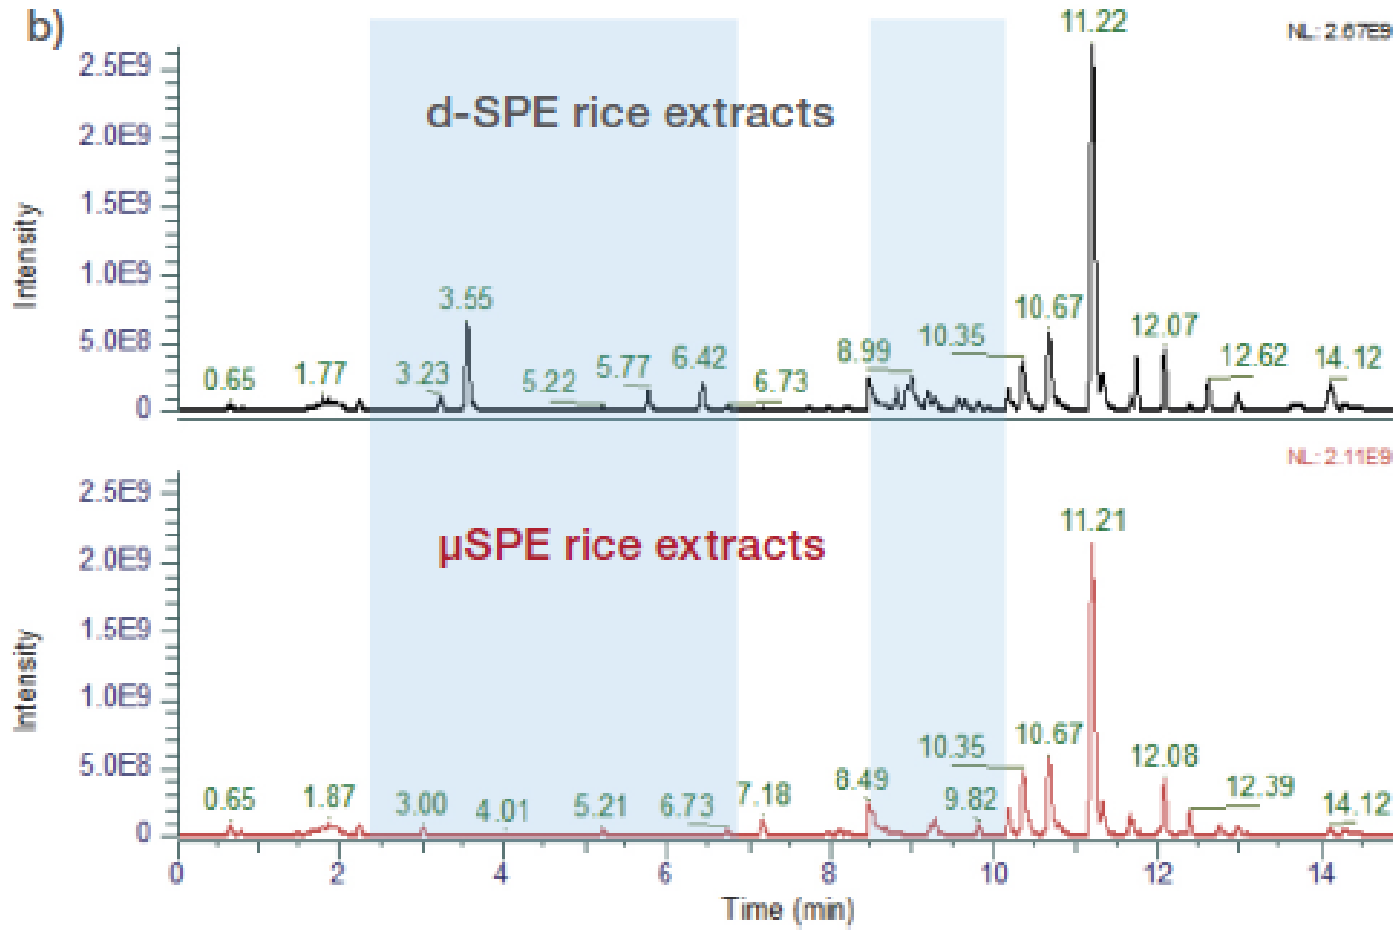 b)
NL: 2.67E9
11.22
2.5E9
d-SPE rice extracts
2.0E9
1.5E9
Intensity
1.0E9
3.55
10.67
5.0E8
10.35
12.07
8.99
6.42
0.65
1.77
3.23
5.22
5.77
6.73
12.62
14.12
0
NL: 2.11E9
2.5E9
11.21
µSPE rice extracts
2.0E9
1.5E9
Intensity
1.0E9
10.35
10.67
5.0E8
12.08
0.65
1.87
3.00
4.01
5.21
6.73
7.18
8.49
9.82
12.39
14.12
0
0 2 4 6 8 10 12 14
Time (min)